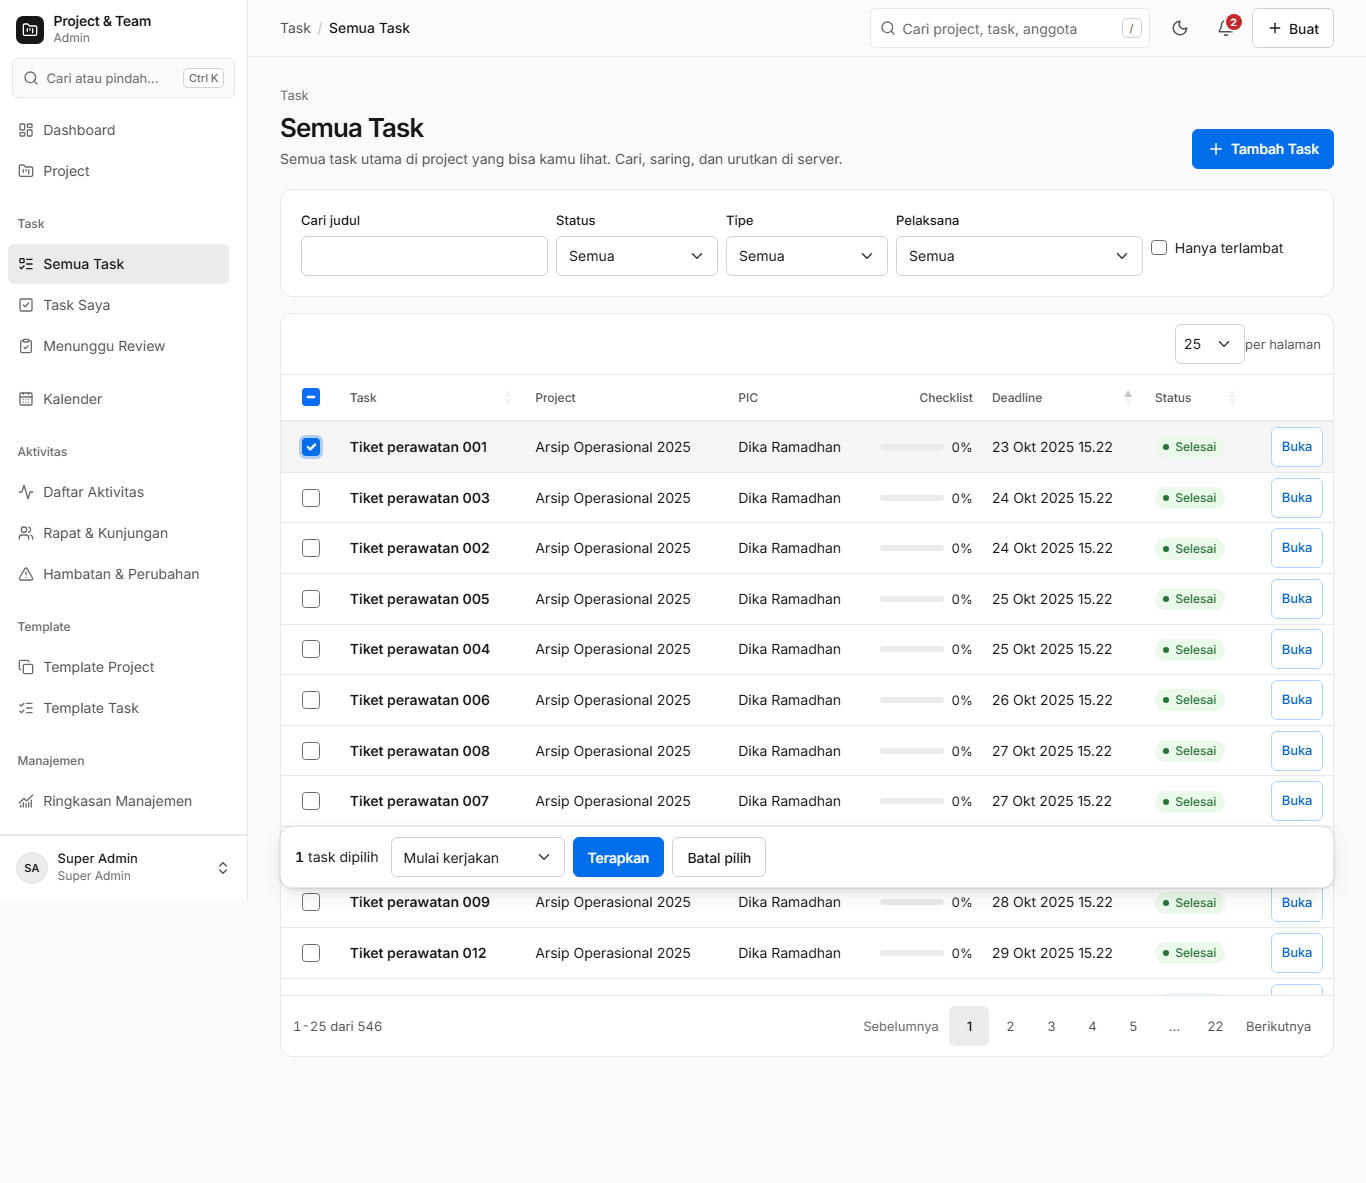 Project & Team
Admin
Cari atau pindah... Ctrl K
Dashboard
Project
Task
Semua Task
Task Saya
Menunggu Review
Kalender
Aktivitas
Daftar Aktivitas
Rapat & Kunjungan
Hambatan & Perubahan
Template
Template Project
Template Task
Manajemen
Ringkasan Manajemen
SA
Super Admin
Super Admin
Task / Semua Task
Cari project, task, anggota /
2
Buat
Task
Semua Task
Semua task utama di project yang bisa kamu lihat. Cari, saring, dan urutkan di server.
Tambah Task
Cari judul Status Tipe Pelaksana
Semua Semua Semua Hanya terlambat
25 per halaman
Task Project PIC Checklist Deadline Status
Tiket perawatan 001 Arsip Operasional 2025 Dika Ramadhan 0% 23 Okt 2025 15.22 Selesai Buka
Tiket perawatan 003 Arsip Operasional 2025 Dika Ramadhan 0% 24 Okt 2025 15.22 Selesai Buka
Tiket perawatan 002 Arsip Operasional 2025 Dika Ramadhan 0% 24 Okt 2025 15.22 Selesai Buka
Tiket perawatan 005 Arsip Operasional 2025 Dika Ramadhan 0% 25 Okt 2025 15.22 Selesai Buka
Tiket perawatan 004 Arsip Operasional 2025 Dika Ramadhan 0% 25 Okt 2025 15.22 Selesai Buka
Tiket perawatan 006 Arsip Operasional 2025 Dika Ramadhan 0% 26 Okt 2025 15.22 Selesai Buka
Tiket perawatan 008 Arsip Operasional 2025 Dika Ramadhan 0% 27 Okt 2025 15.22 Selesai Buka
Tiket perawatan 007 Arsip Operasional 2025 Dika Ramadhan 0% 27 Okt 2025 15.22 Selesai Buka
1 task dipilih Mulai kerjakan Terapkan Batal pilih
Tiket perawatan 009 Arsip Operasional 2025 Dika Ramadhan 0% 28 Okt 2025 15.22 Selesai Buka
Tiket perawatan 012 Arsip Operasional 2025 Dika Ramadhan 0% 29 Okt 2025 15.22 Selesai Buka
1-25 dari 546
Sebelumnya 1 2 3 4 5 ... 22 Berikutnya